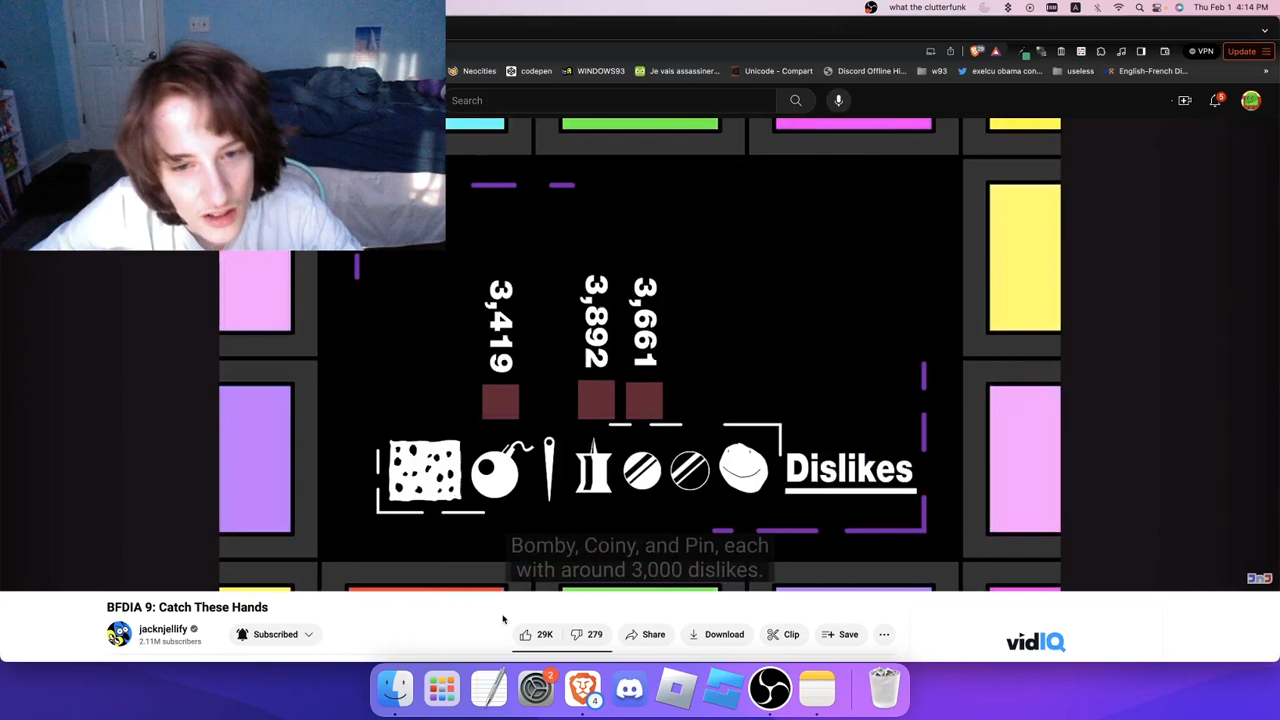 what the clutterfunk
A
Thu Feb 1 4:14 PM
VPN
Update
Neocities
codepen
WINDOWS93
Je vais assassiner...
Unicode - Compart
Discord Offline Hi...
w93
exelcu obama con...
useless
English-French Di...
Search
5
3,419
3,892
3,661
Dislikes
Bomby, Coiny, and Pin, each
with around 3,000 dislikes.
BFDIA 9: Catch These Hands
jacknjellify
2.11M subscribers
Subscribed
29K
279
Share
Download
Clip
Save
vidIQ
2
4